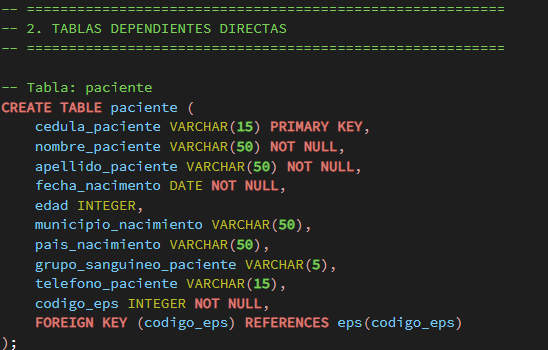 -- ========================================================
-- 2. TABLAS DEPENDIENTES DIRECTAS
-- ========================================================
-- Tabla: paciente
CREATE TABLE paciente (
    cedula_paciente VARCHAR(15) PRIMARY KEY,
    nombre_paciente VARCHAR(50) NOT NULL,
    apellido_paciente VARCHAR(50) NOT NULL,
    fecha_nacimento DATE NOT NULL,
    edad INTEGER,
    municipio_nacimiento VARCHAR(50),
    pais_nacimiento VARCHAR(50),
    grupo_sanguineo_paciente VARCHAR(5),
    telefono_paciente VARCHAR(15),
    codigo_eps INTEGER NOT NULL,
    FOREIGN KEY (codigo_eps) REFERENCES eps(codigo_eps)
);